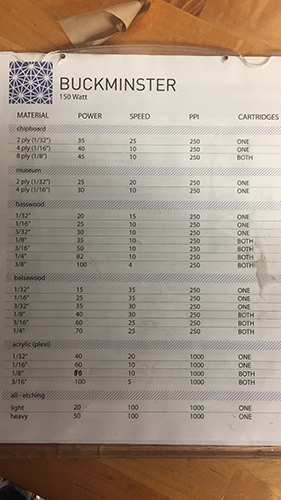 BUCKMINSTER
150 Watt
MATERIAL POWER SPEED PPI CARTRIDGES
chipboard
2 ply (1/32") 35 25 250 ONE
4 ply (1/16") 40 10 250 ONE
8 ply (1/8") 45 10 250 BOTH
museum
2 ply (1/32") 25 20 250 ONE
4 ply (1/16") 30 10 250 ONE
basswood
1/32" 20 15 250 ONE
1/16" 25 10 250 ONE
3/32" 30 10 250 ONE
1/8" 35 10 250 BOTH
3/16" 50 10 250 BOTH
1/4" 82 10 250 BOTH
3/8" 100 4 250 BOTH
balsawood
1/32" 15 35 250 ONE
1/16" 25 35 250 ONE
3/32" 35 30 250 ONE
1/8" 40 30 250 BOTH
3/16" 60 25 250 BOTH
1/4" 70 25 250 BOTH
acrylic (plexi)
1/32" 40 20 1000 ONE
1/16" 60 10 1000 ONE
1/8" 80 10 1000 BOTH
3/16" 100 5 1000 BOTH
all - etching
light 20 100 1000 ONE
heavy 50 100 1000 ONE